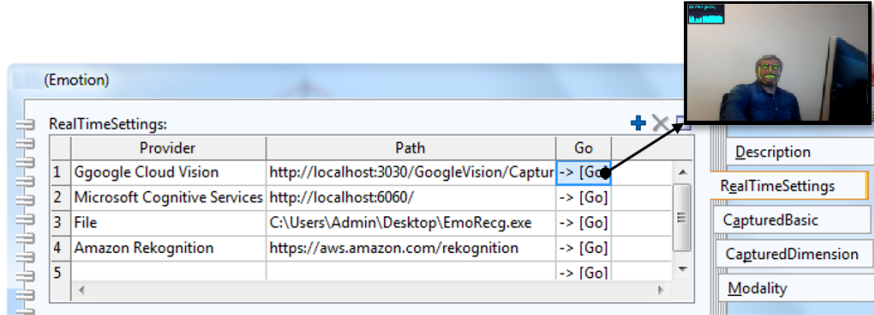 (Emotion)
RealTimeSettings:
Provider Path Go
1 Ggoogle Cloud Vision http://localhost:3030/GoogleVision/Captur -> [Go]
2 Microsoft Cognitive Services http://localhost:6060/ -> [Go]
3 File C:\Users\Admin\Desktop\EmoRecg.exe -> [Go]
4 Amazon Rekognition https://aws.amazon.com/rekognition -> [Go]
5 -> [Go]
Description
RealTimeSettings
CapturedBasic
CapturedDimension
Modality